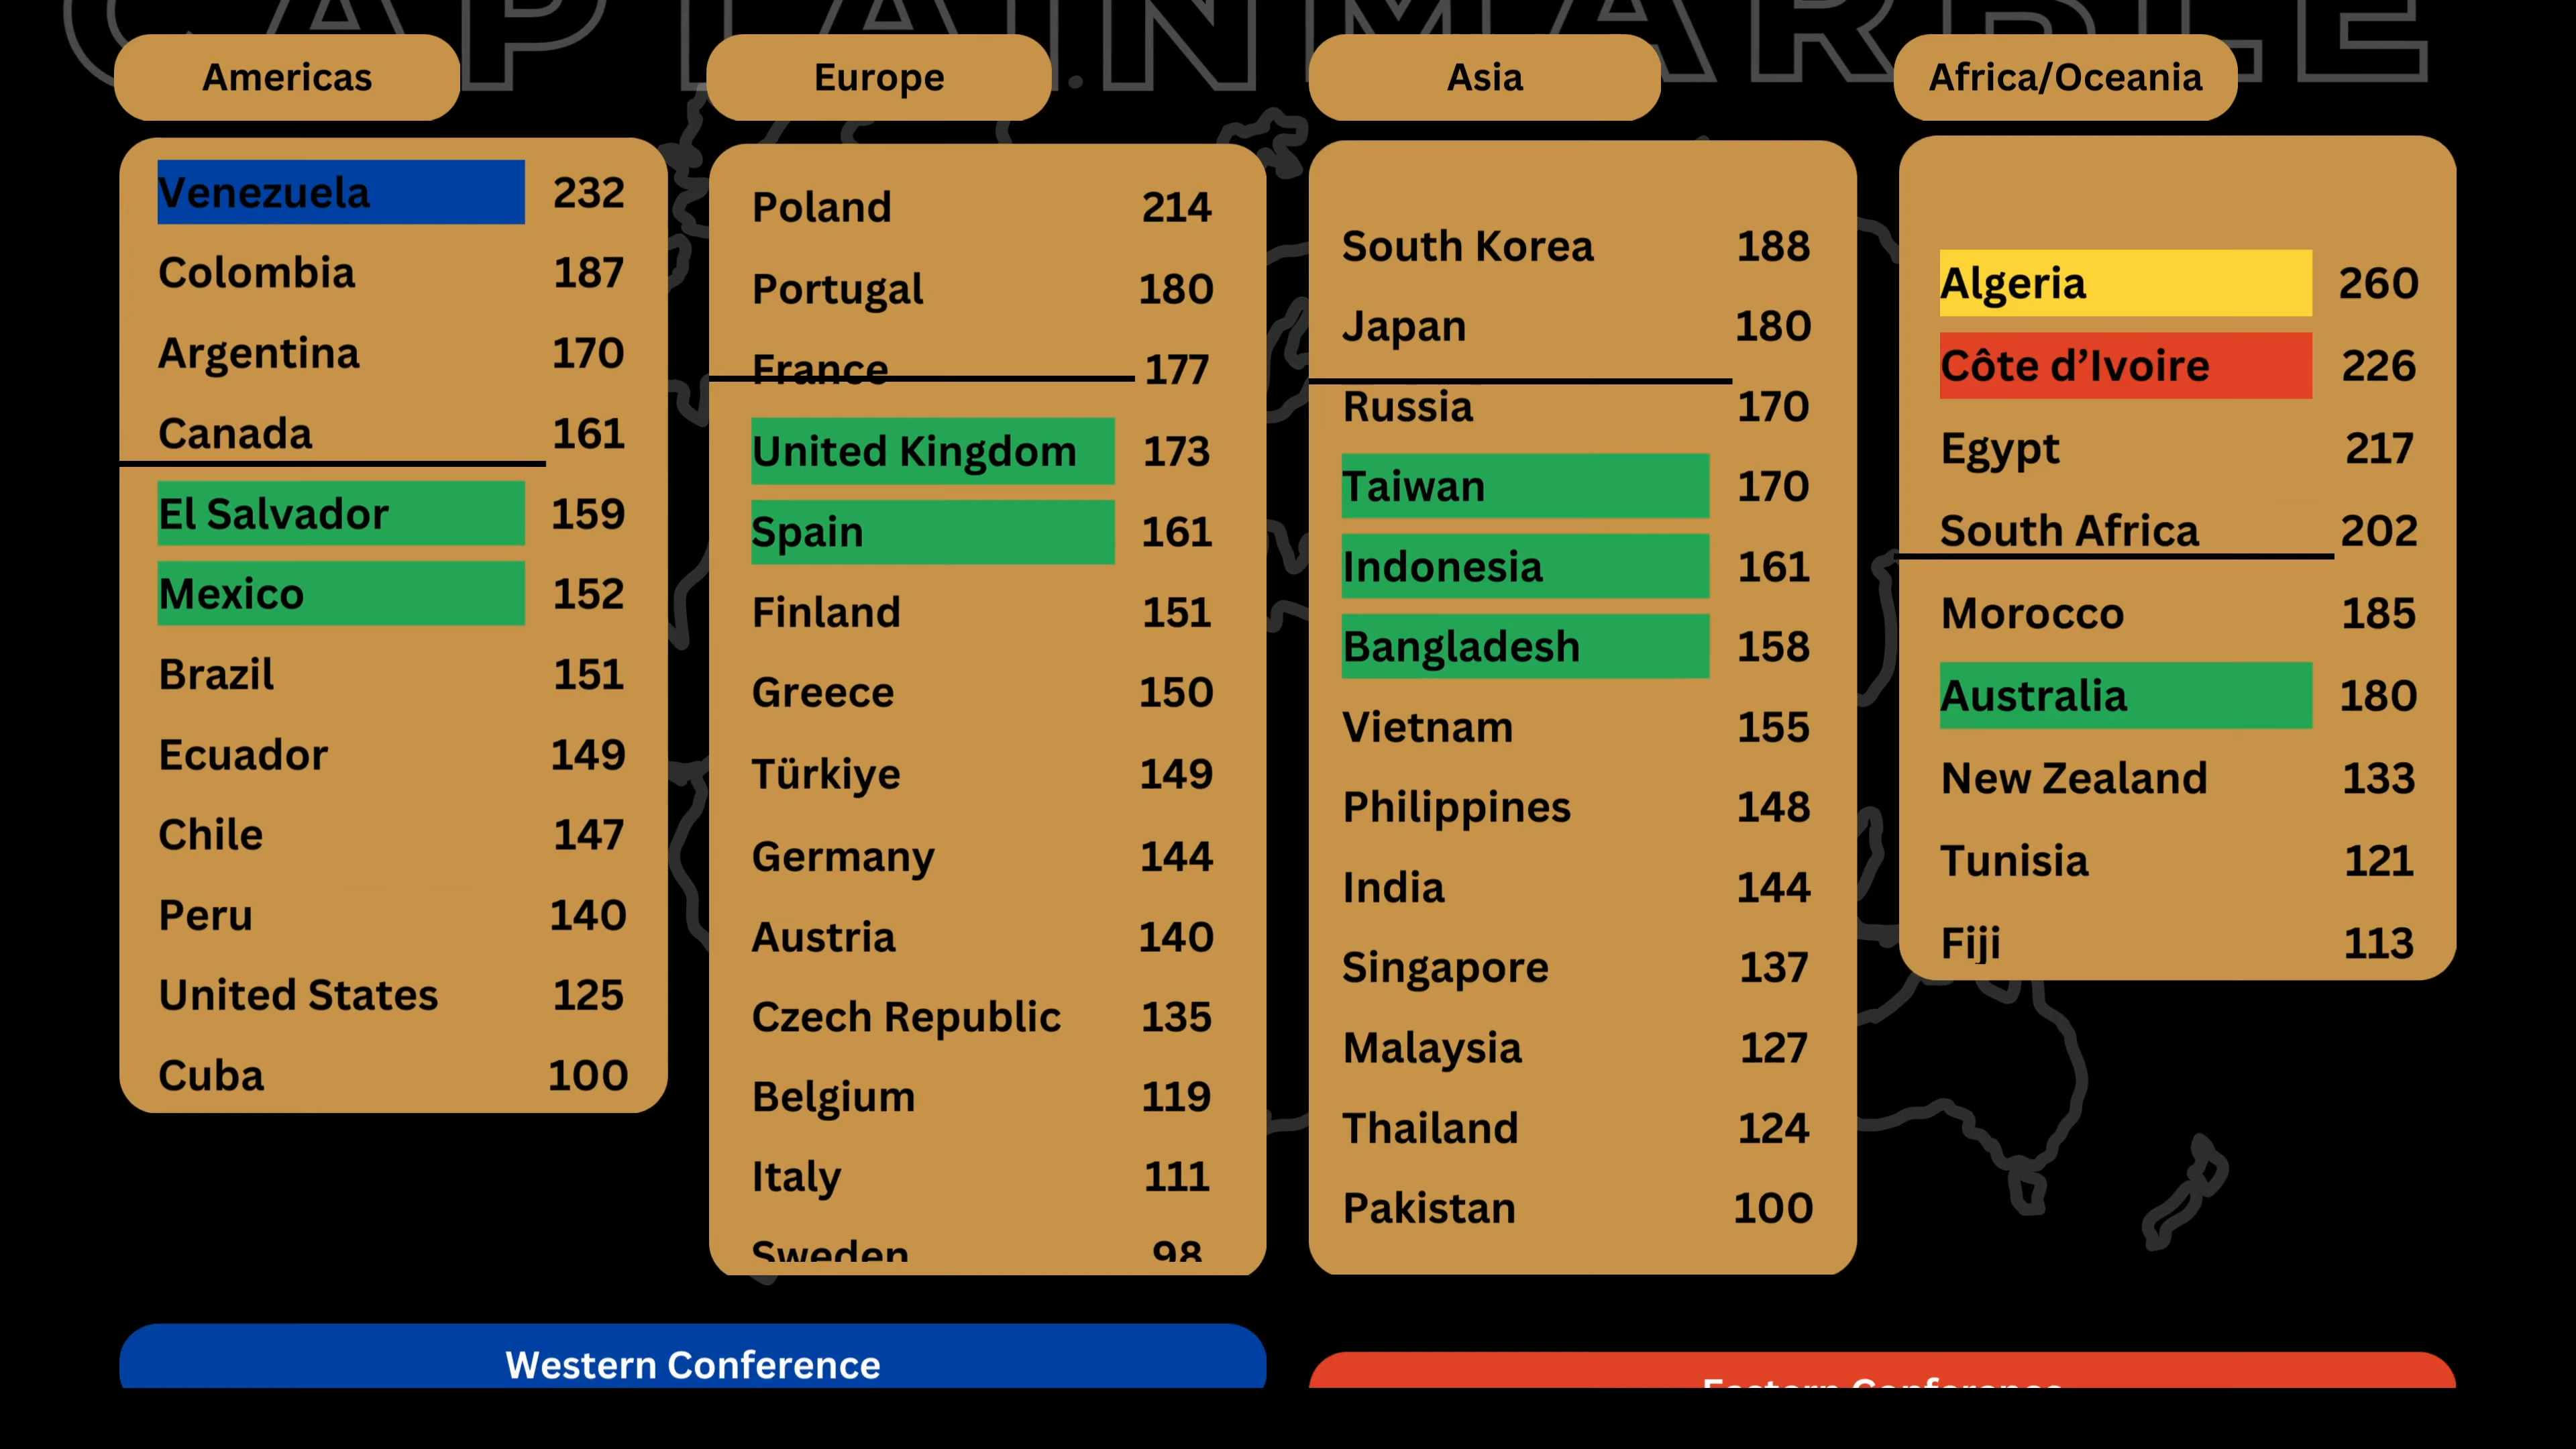 CAPTAINMARBLE
Americas
Venezuela 232
Colombia 187
Argentina 170
Canada 161
El Salvador 159
Mexico 152
Brazil 151
Ecuador 149
Chile 147
Peru 140
United States 125
Cuba 100
Europe
Poland 214
Portugal 180
France 177
United Kingdom 173
Spain 161
Finland 151
Greece 150
Türkiye 149
Germany 144
Austria 140
Czech Republic 135
Belgium 119
Italy 111
Sweden 98
Asia
South Korea 188
Japan 180
Russia 170
Taiwan 170
Indonesia 161
Bangladesh 158
Vietnam 155
Philippines 148
India 144
Singapore 137
Malaysia 127
Thailand 124
Pakistan 100
Africa/Oceania
Algeria 260
Côte d’Ivoire 226
Egypt 217
South Africa 202
Morocco 185
Australia 180
New Zealand 133
Tunisia 121
Fiji 113
Western Conference
Eastern Conference